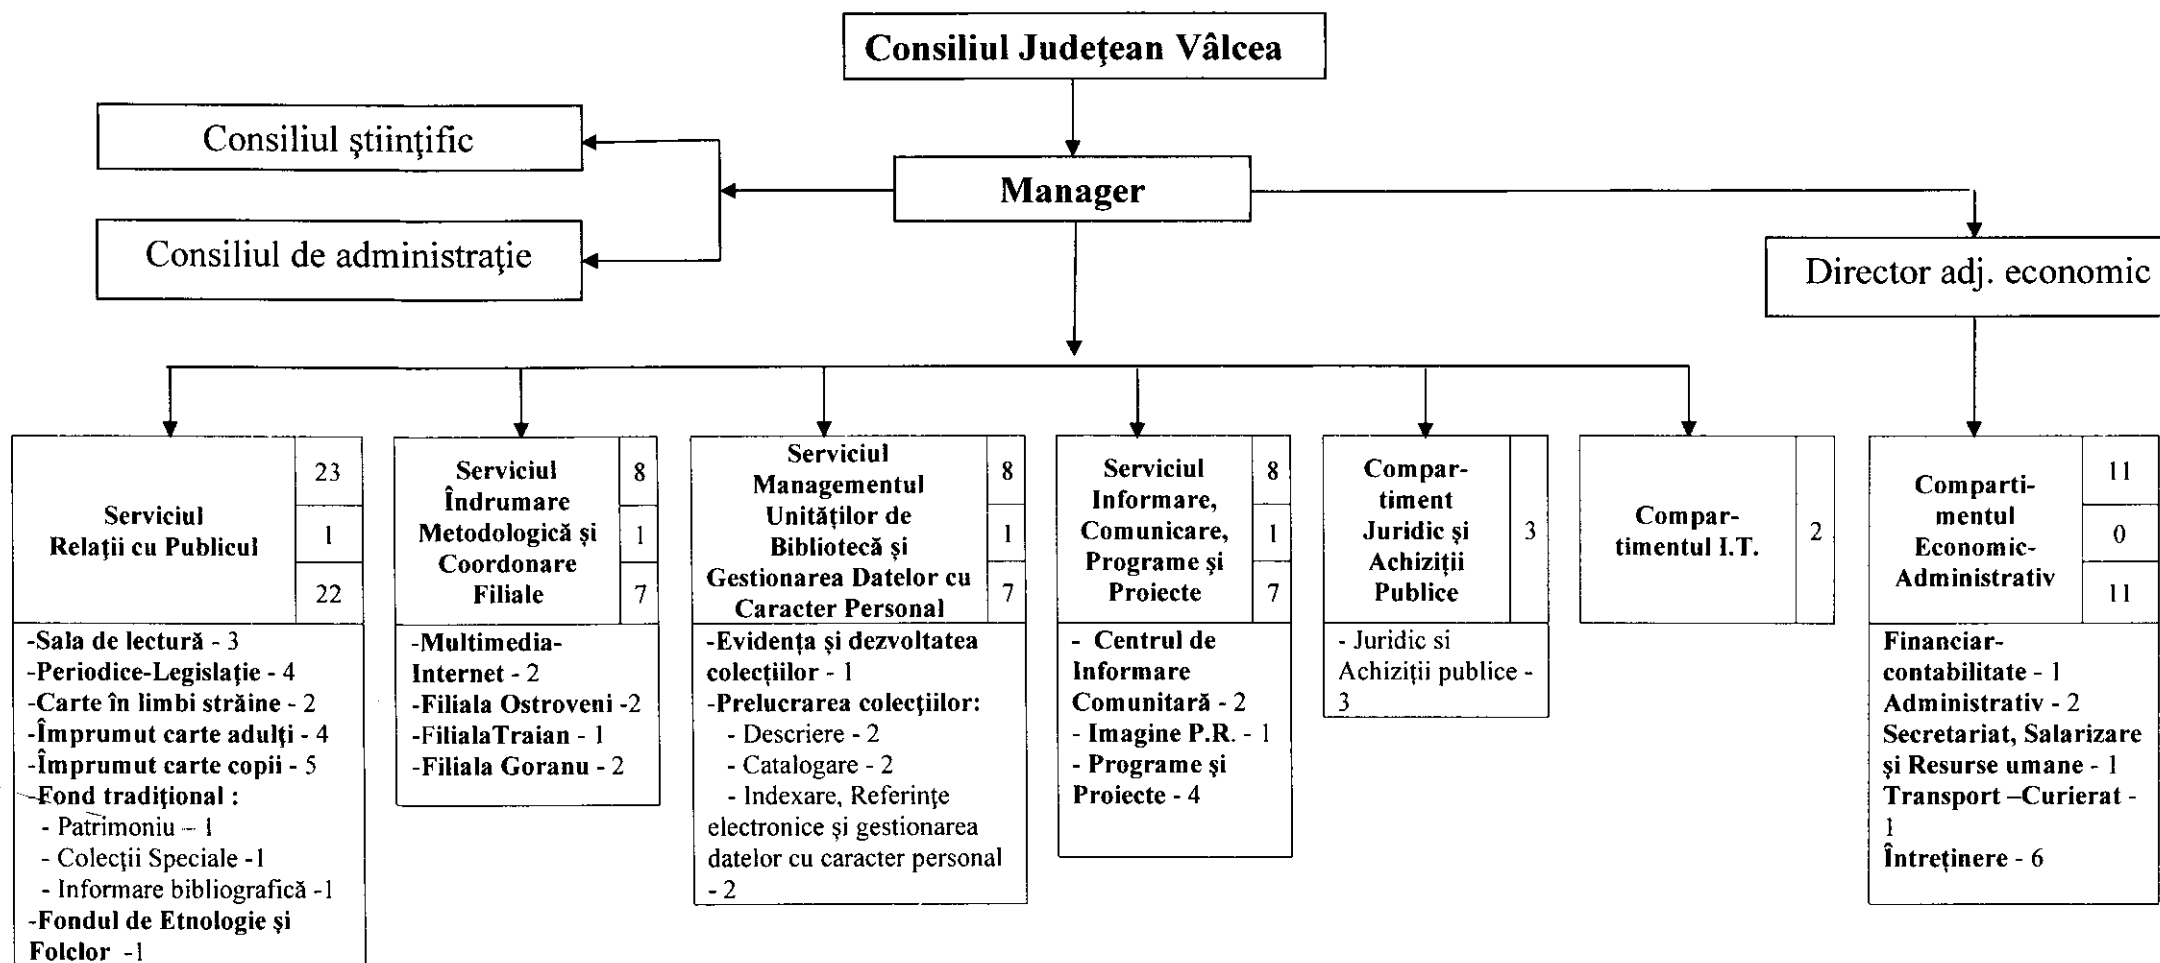 Consiliul Judeţean Vâlcea
Consiliul ştiinţific
Manager
Consiliul de administraţie
Director adj. economic
Serviciul
Relaţii cu Publicul
23
1
22
-Sala de lectură - 3
-Periodice-Legislaţie - 4
-Carte în limbi străine - 2
-Împrumut carte adulţi - 4
-Împrumut carte copii - 5
-Fond tradiţional :
- Patrimoniu – 1
- Colecţii Speciale -1
- Informare bibliografică -1
-Fondul de Etnologie şi
Folclor -1
Serviciul
Îndrumare
Metodologică şi
Coordonare
Filiale
8
1
7
-Multimedia-
Internet - 2
-Filiala Ostroveni -2
-FilialaTraian - 1
-Filiala Goranu - 2
Serviciul
Managementul
Unităţilor de
Bibliotecă şi
Gestionarea Datelor cu
Caracter Personal
8
1
7
-Evidenţa şi dezvoltatea
colecţiilor - 1
-Prelucrarea colecţiilor:
- Descriere - 2
- Catalogare - 2
- Indexare, Referinţe
electronice şi gestionarea
datelor cu caracter personal
- 2
Serviciul
Informare,
Comunicare,
Programe şi
Proiecte
8
1
7
- Centrul de
Informare
Comunitară - 2
- Imagine P.R. - 1
- Programe şi
Proiecte - 4
Compar-
timent
Juridic şi
Achiziţii
Publice
3
- Juridic si
Achiziţii publice -
3
Compar-
timentul I.T.
2
Comparti-
mentul
Economic-
Administrativ
11
0
11
Financiar-
contabilitate - 1
Administrativ - 2
Secretariat, Salarizare
şi Resurse umane - 1
Transport –Curierat -
1
Întreţinere - 6